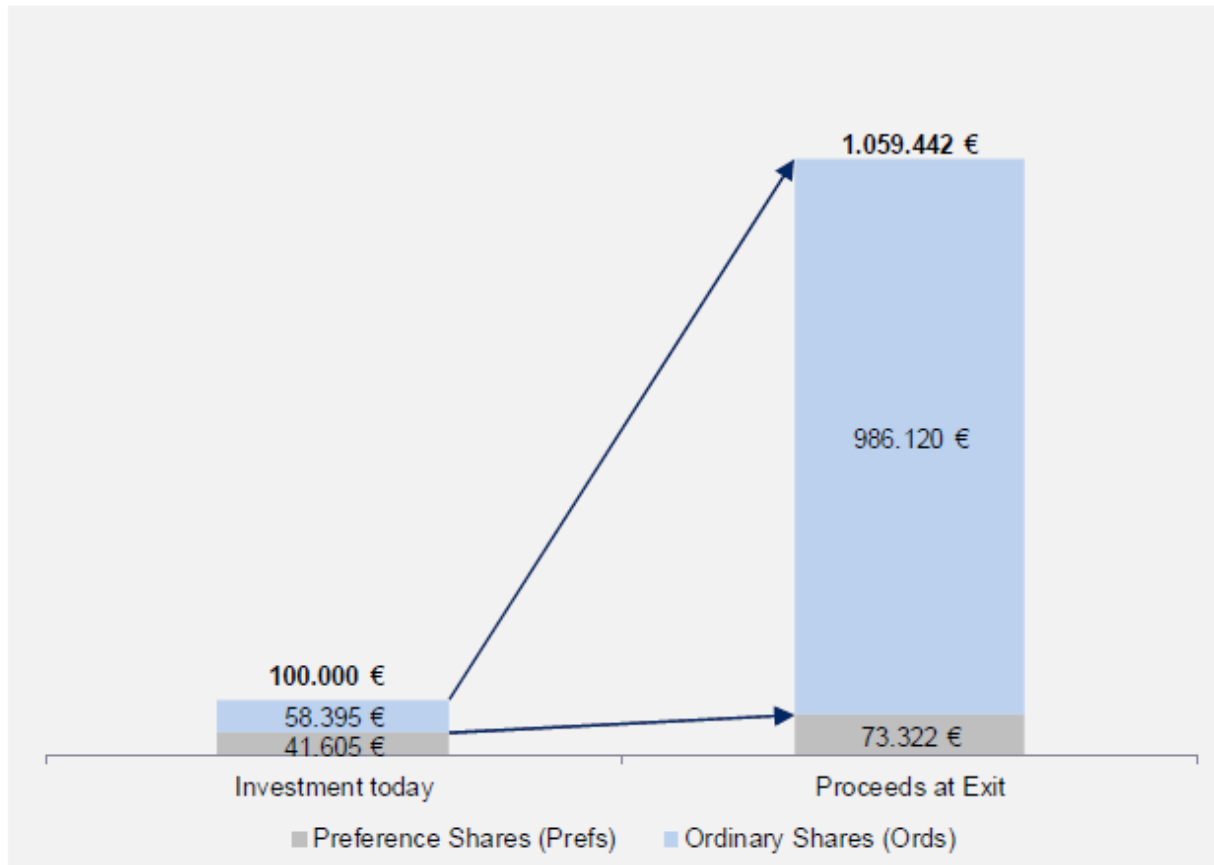 1.059.442 €
986.120 €
100.000 €
58.395 €
41.605 €
73.322 €
Investment today
Proceeds at Exit
Preference Shares (Prefs)
Ordinary Shares (Ords)